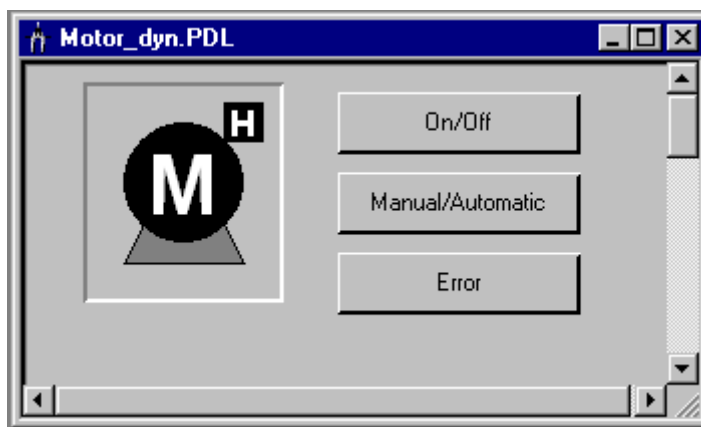 Motor_dyn.PDL
H
M
On/Off
Manual/Automatic
Error